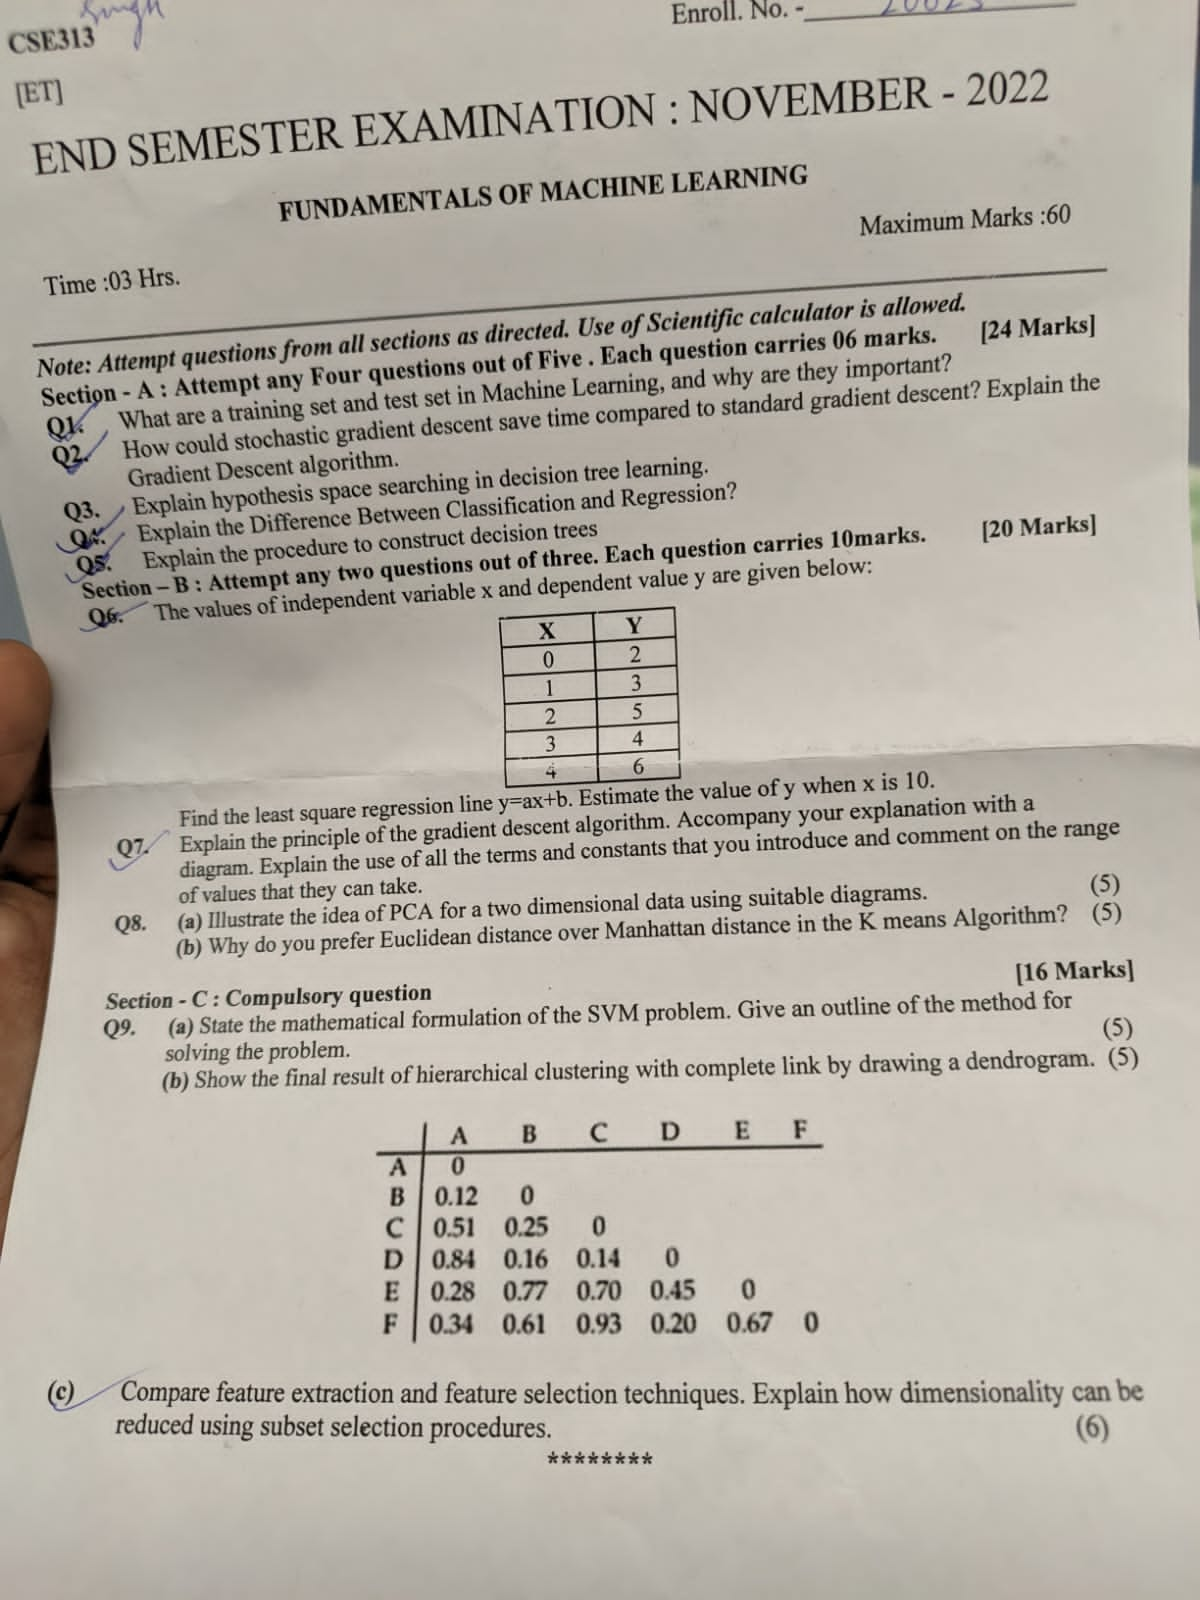 Singh
CSE313
Enroll. No. -
[ET]
END SEMESTER EXAMINATION : NOVEMBER - 2022
FUNDAMENTALS OF MACHINE LEARNING
Maximum Marks :60
Time :03 Hrs.
Note: Attempt questions from all sections as directed. Use of Scientific calculator is allowed.
Section - A : Attempt any Four questions out of Five . Each question carries 06 marks. [24 Marks]
Q1. What are a training set and test set in Machine Learning, and why are they important?
Q2. How could stochastic gradient descent save time compared to standard gradient descent? Explain the
Gradient Descent algorithm.
Q3. Explain hypothesis space searching in decision tree learning.
Q4. Explain the Difference Between Classification and Regression?
Q5. Explain the procedure to construct decision trees
Section – B : Attempt any two questions out of three. Each question carries 10marks. [20 Marks]
Q6. The values of independent variable x and dependent value y are given below:
X Y
0 2
1 3
2 5
3 4
4 6
Find the least square regression line y=ax+b. Estimate the value of y when x is 10.
Q7. Explain the principle of the gradient descent algorithm. Accompany your explanation with a
diagram. Explain the use of all the terms and constants that you introduce and comment on the range
of values that they can take.
Q8. (a) Illustrate the idea of PCA for a two dimensional data using suitable diagrams. (5)
(b) Why do you prefer Euclidean distance over Manhattan distance in the K means Algorithm? (5)
[16 Marks]
Section - C : Compulsory question
Q9. (a) State the mathematical formulation of the SVM problem. Give an outline of the method for
solving the problem. (5)
(b) Show the final result of hierarchical clustering with complete link by drawing a dendrogram. (5)
A B C D E F
A 0
B 0.12 0
C 0.51 0.25 0
D 0.84 0.16 0.14 0
E 0.28 0.77 0.70 0.45 0
F 0.34 0.61 0.93 0.20 0.67 0
(c) Compare feature extraction and feature selection techniques. Explain how dimensionality can be
reduced using subset selection procedures. (6)
********